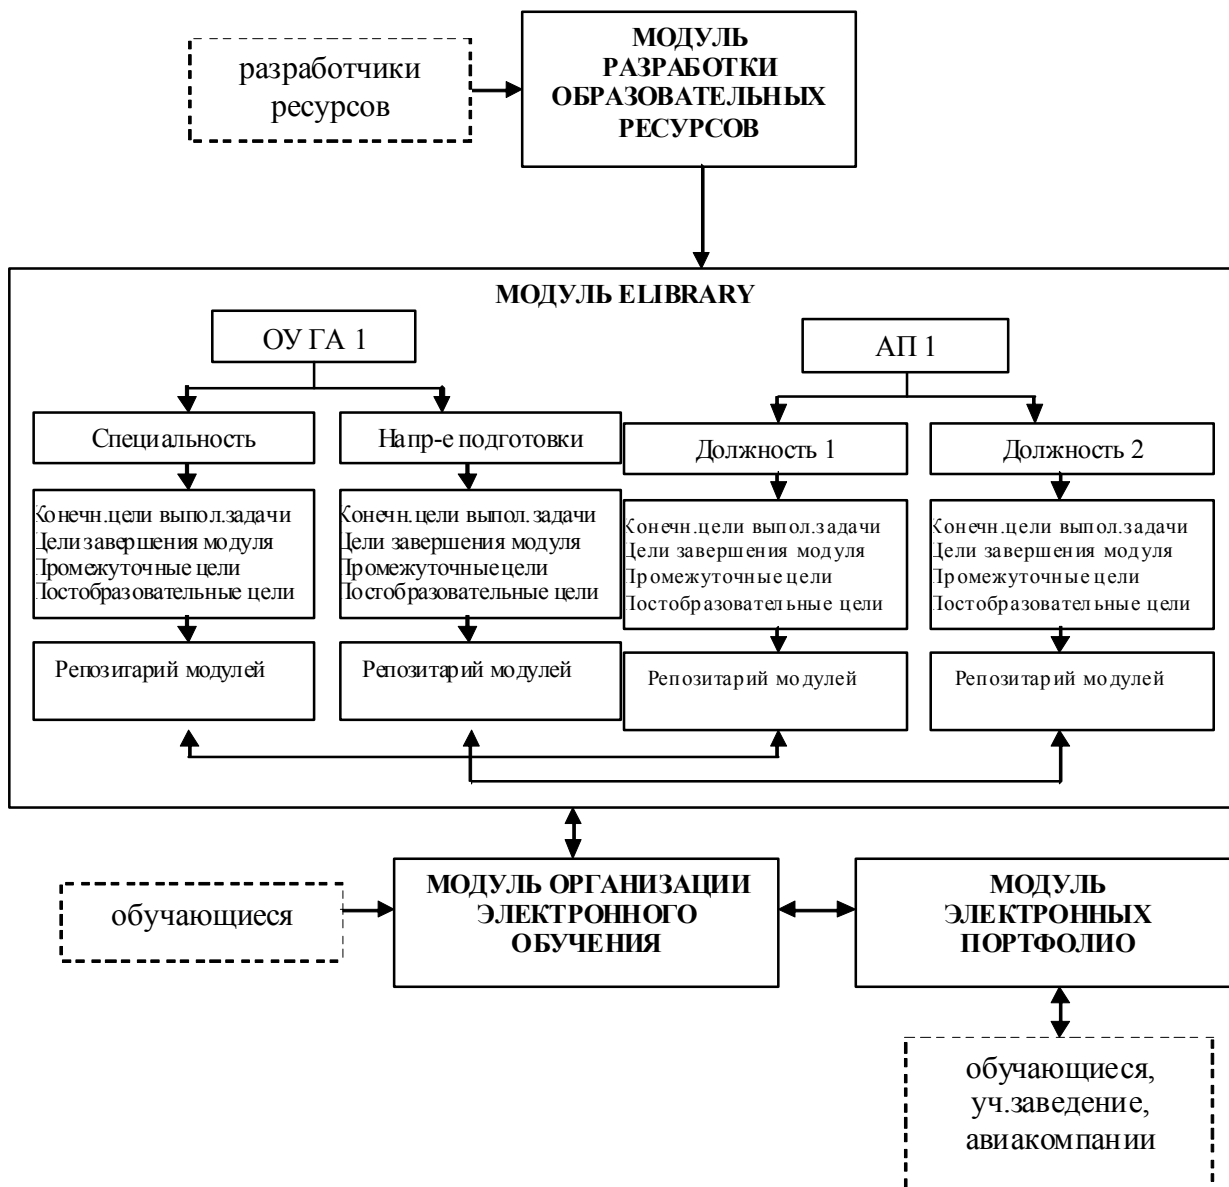 разработчики
ресурсов
МОДУЛЬ
РАЗРАБОТКИ
ОБРАЗОВАТЕЛЬНЫХ
РЕСУРСОВ
МОДУЛЬ ELIBRARY
ОУ ГА 1
АП 1
Специальность
Напр-е подготовки
Должность 1
Должность 2
Конечн.цели выпол.задачи
Цели завершения модуля
Промежуточные цели
Постобразовательные цели
Конечн.цели выпол.задачи
Цели завершения модуля
Промежуточные цели
Постобразовательные цели
Конечн.цели выпол.задачи
Цели завершения модуля
Промежуточные цели
Постобразовательные цели
Конечн.цели выпол.задачи
Цели завершения модуля
Промежуточные цели
Постобразовательные цели
Репозитарий модулей
Репозитарий модулей
Репозитарий модулей
Репозитарий модулей
обучающиеся
МОДУЛЬ ОРГАНИЗАЦИИ
ЭЛЕКТРОННОГО
ОБУЧЕНИЯ
МОДУЛЬ
ЭЛЕКТРОННЫХ
ПОРТФОЛИО
обучающиеся,
уч.заведение,
авиакомпании